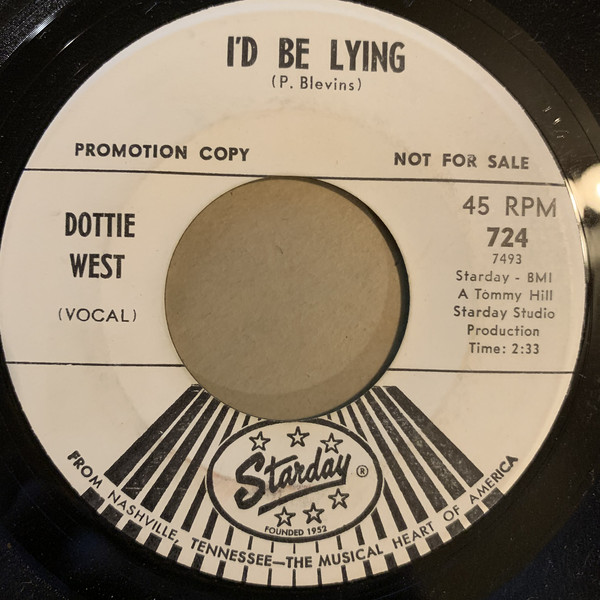 I'D BE LYING
(P. Blevins)
PROMOTION COPY
NOT FOR SALE
DOTTIE
WEST
(VOCAL)
45 RPM
724
7493
Starday - BMI
A Tommy Hill
Starday Studio
Production
Time: 2:33
Starday ®
FOUNDED 1952
FROM NASHVILLE, TENNESSEE—THE MUSICAL HEART OF AMERICA